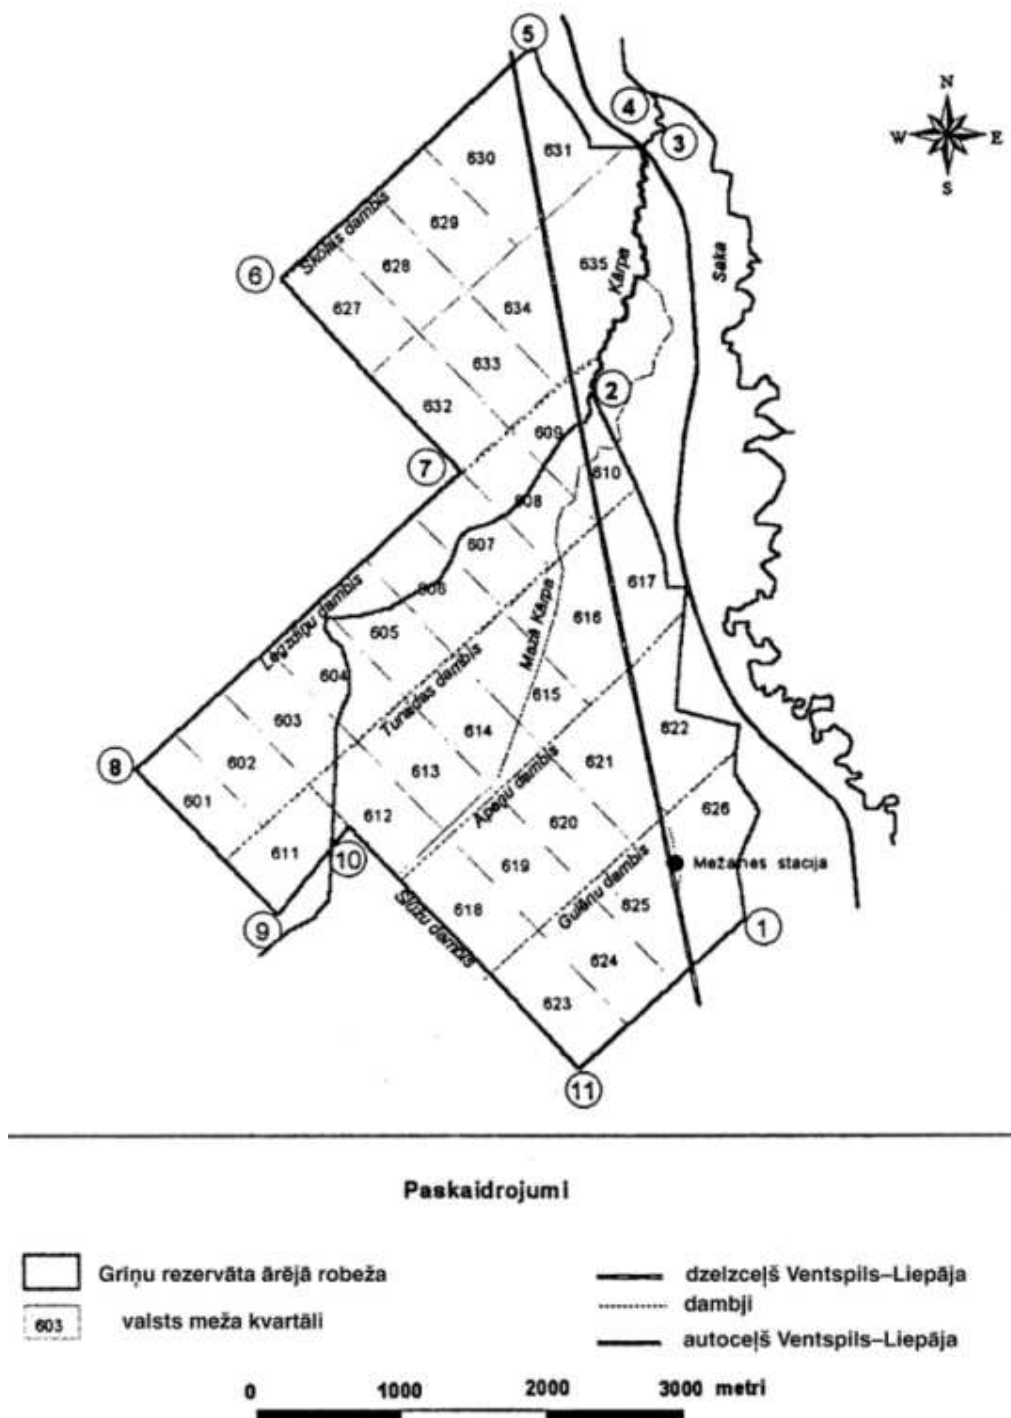 5
4
3
N
W E
S
630
631
629
Skolas dambis
628
6
627
635
Kārpa
Saka
634
633
2
632
609
7
610
608
607
617
606
Mazā Kārpa
616
605
Legzdiņu dambis
604
Turaidas dambis
615
603
614
622
602
8
613
621
601
Apaģu dambis
626
612
620
611
10
619
Mežaines stacija
Gulānu dambis
618
625
9
1
Slūžu dambis
624
623
11
Paskaidrojumi
Griņu rezervāta ārējā robeža
dzelzceļš Ventspils–Liepāja
dambji
603
valsts meža kvartāli
autoceļš Ventspils–Liepāja
0 1000 2000 3000 metri